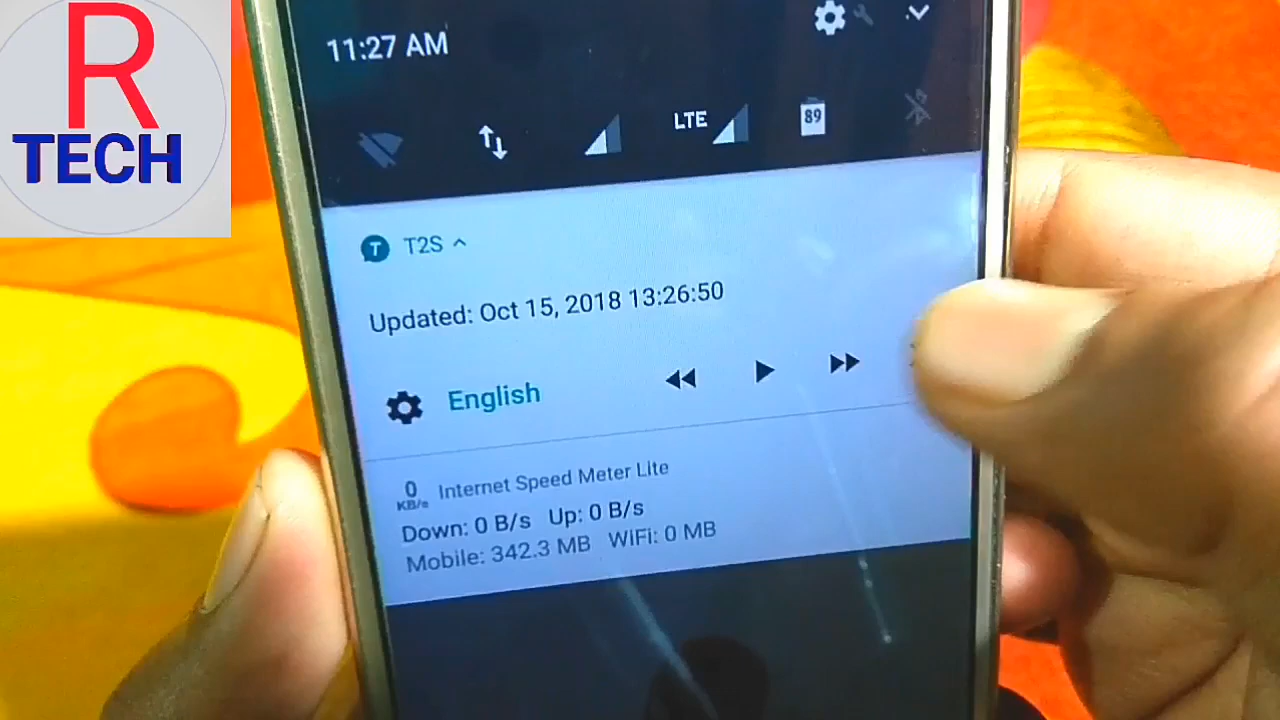 R
TECH
11:27 AM
LTE
89
T T2S
Updated: Oct 15, 2018 13:26:50
English
0
KB/s
Internet Speed Meter Lite
Down: 0 B/s Up: 0 B/s
Mobile: 342.3 MB WiFi: 0 MB